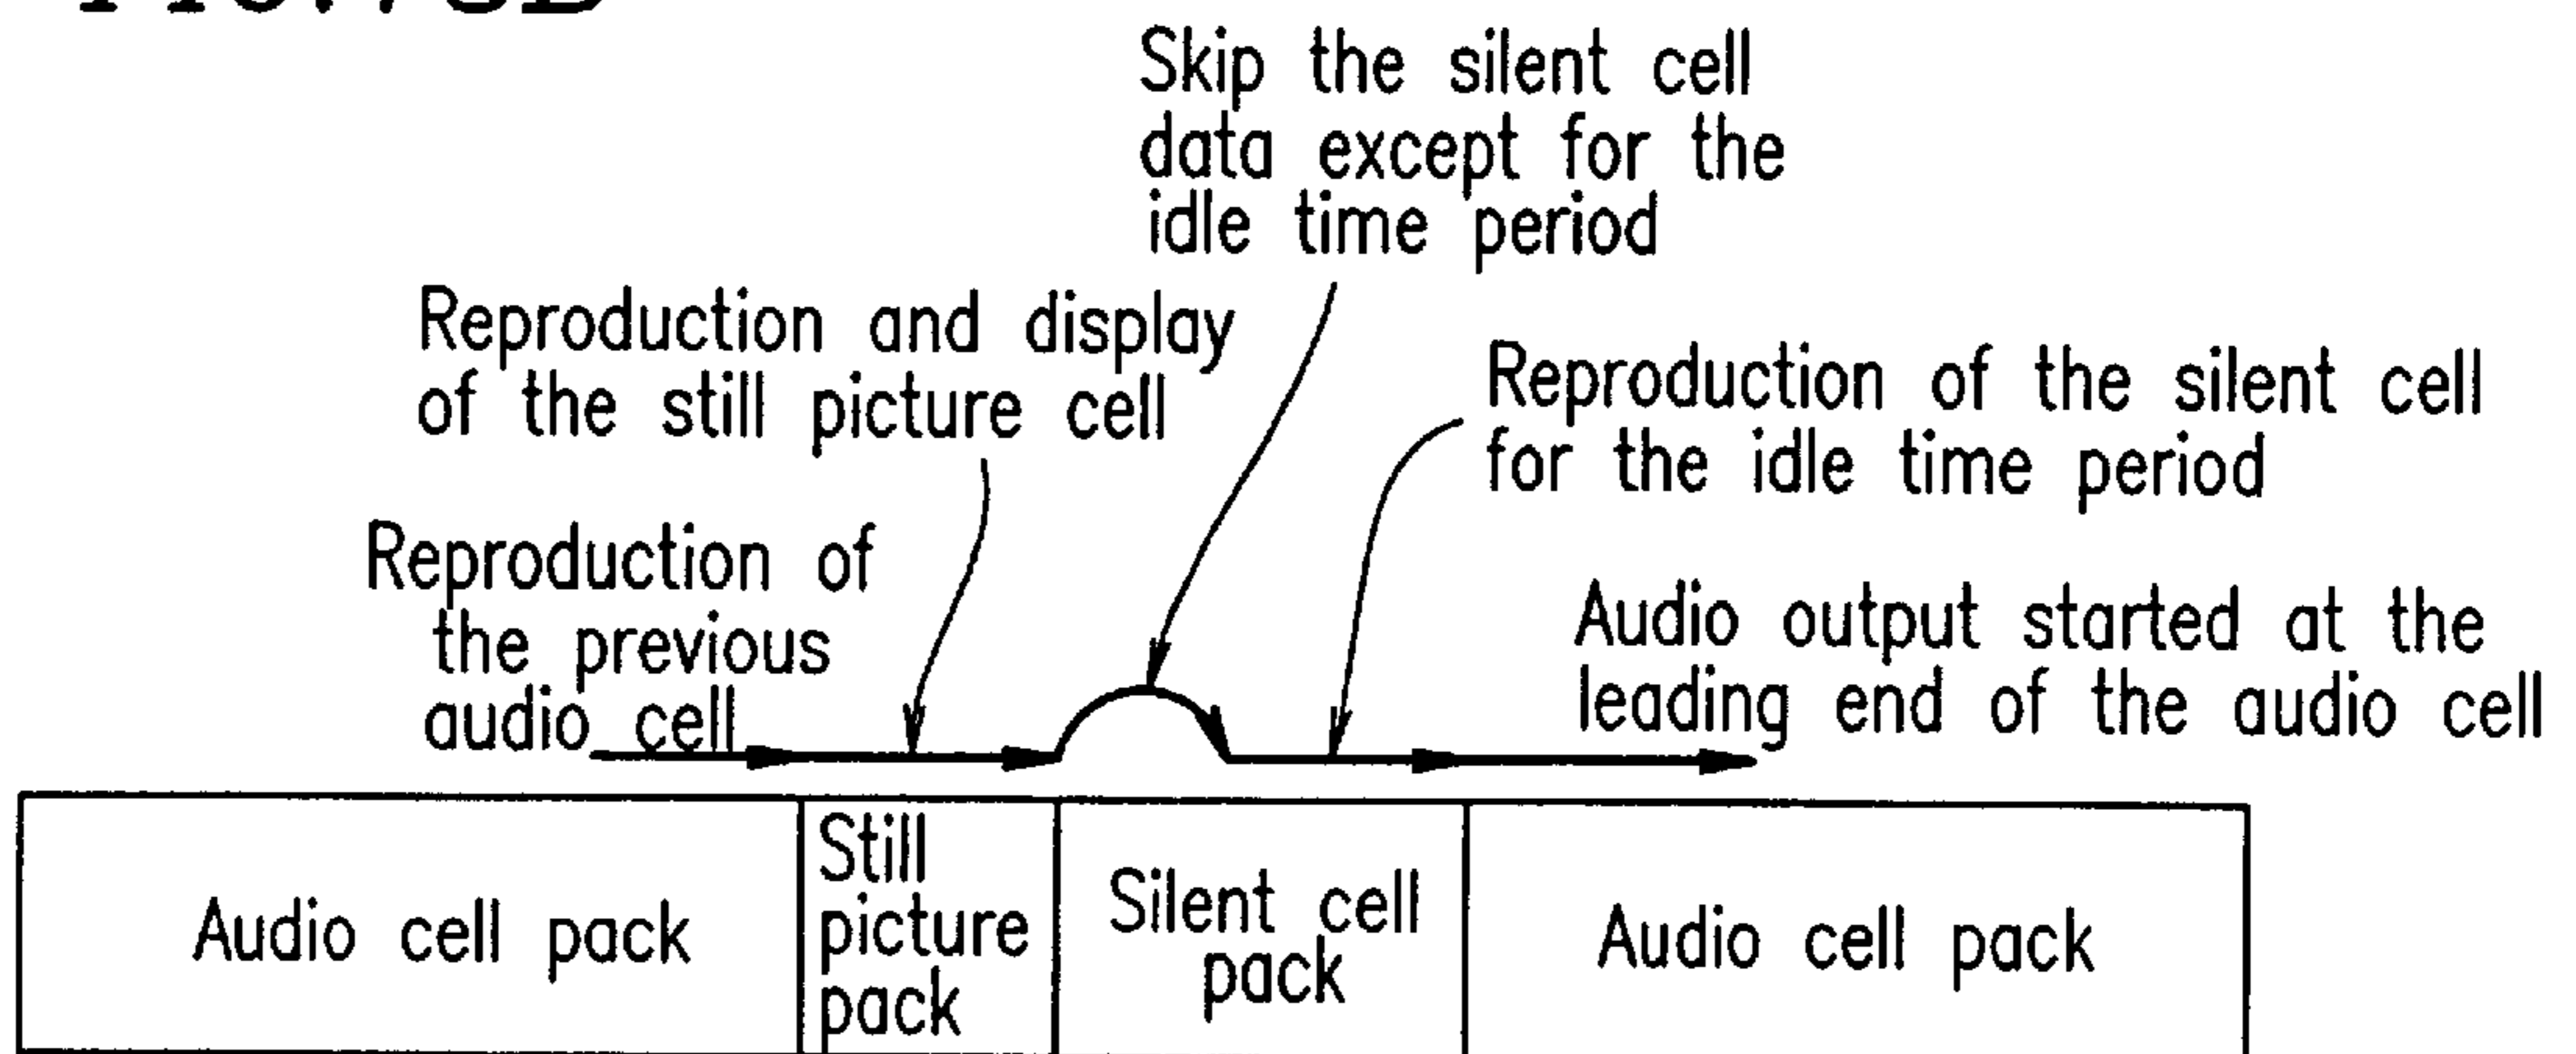 Skip the silent cell
data except for the
idle time period
Reproduction and display
of the still picture cell
Reproduction of the silent cell
for the idle time period
Reproduction of
the previous
audio cell
Audio output started at the
leading end of the audio cell
Audio cell pack
Still
picture
pack
Silent cell
pack
Audio cell pack